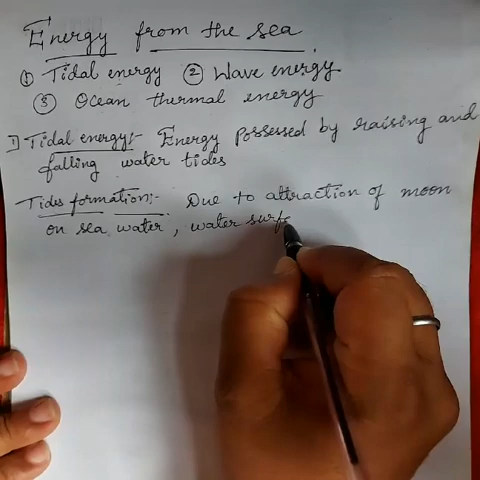 Energy from the sea
① Tidal energy ② Wave energy
③ Ocean thermal energy
1) Tidal energy:- Energy possessed by raising and
falling water tides
Tides formation:- Due to attraction of moon
on sea water, water surf